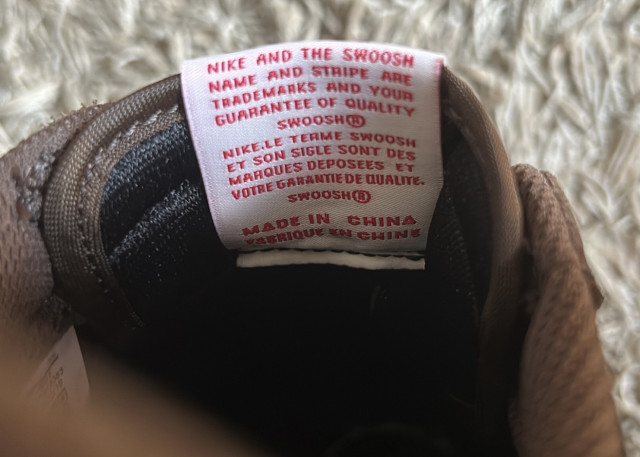 NIKE AND THE SWOOSH
NAME AND STRIPE ARE
TRADEMARKS AND YOUR
GUARANTEE OF QUALITY
SWOOSH®
NIKE.LE TERME SWOOSH
ET SON SIGLE SONT DES
MARQUES DEPOSEES ET
VOTRE GARANTIE DE QUALITE.
SWOOSH®
MADE IN CHINA
FABRIQUE EN CHINE